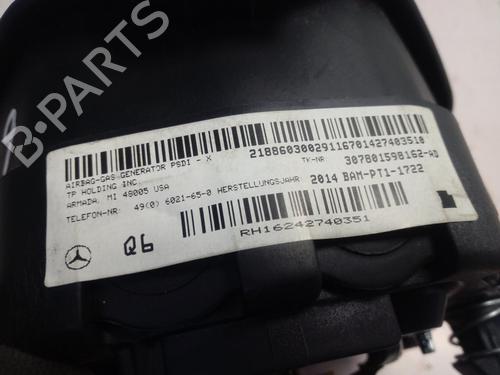 A
AIRBAG-GAS GENERATOR PSDI - X
TP HOLDING INC.
ARMADA, MI 48005 USA
TELEFON-NR: 49(0) 6021-65-0 HERSTELLUNGSJAHR 2014 BAM-PT1-1722
21886030029116701427403510
TK-NR 307801598162-AD
Q6
RH16242740351
B-PARTS